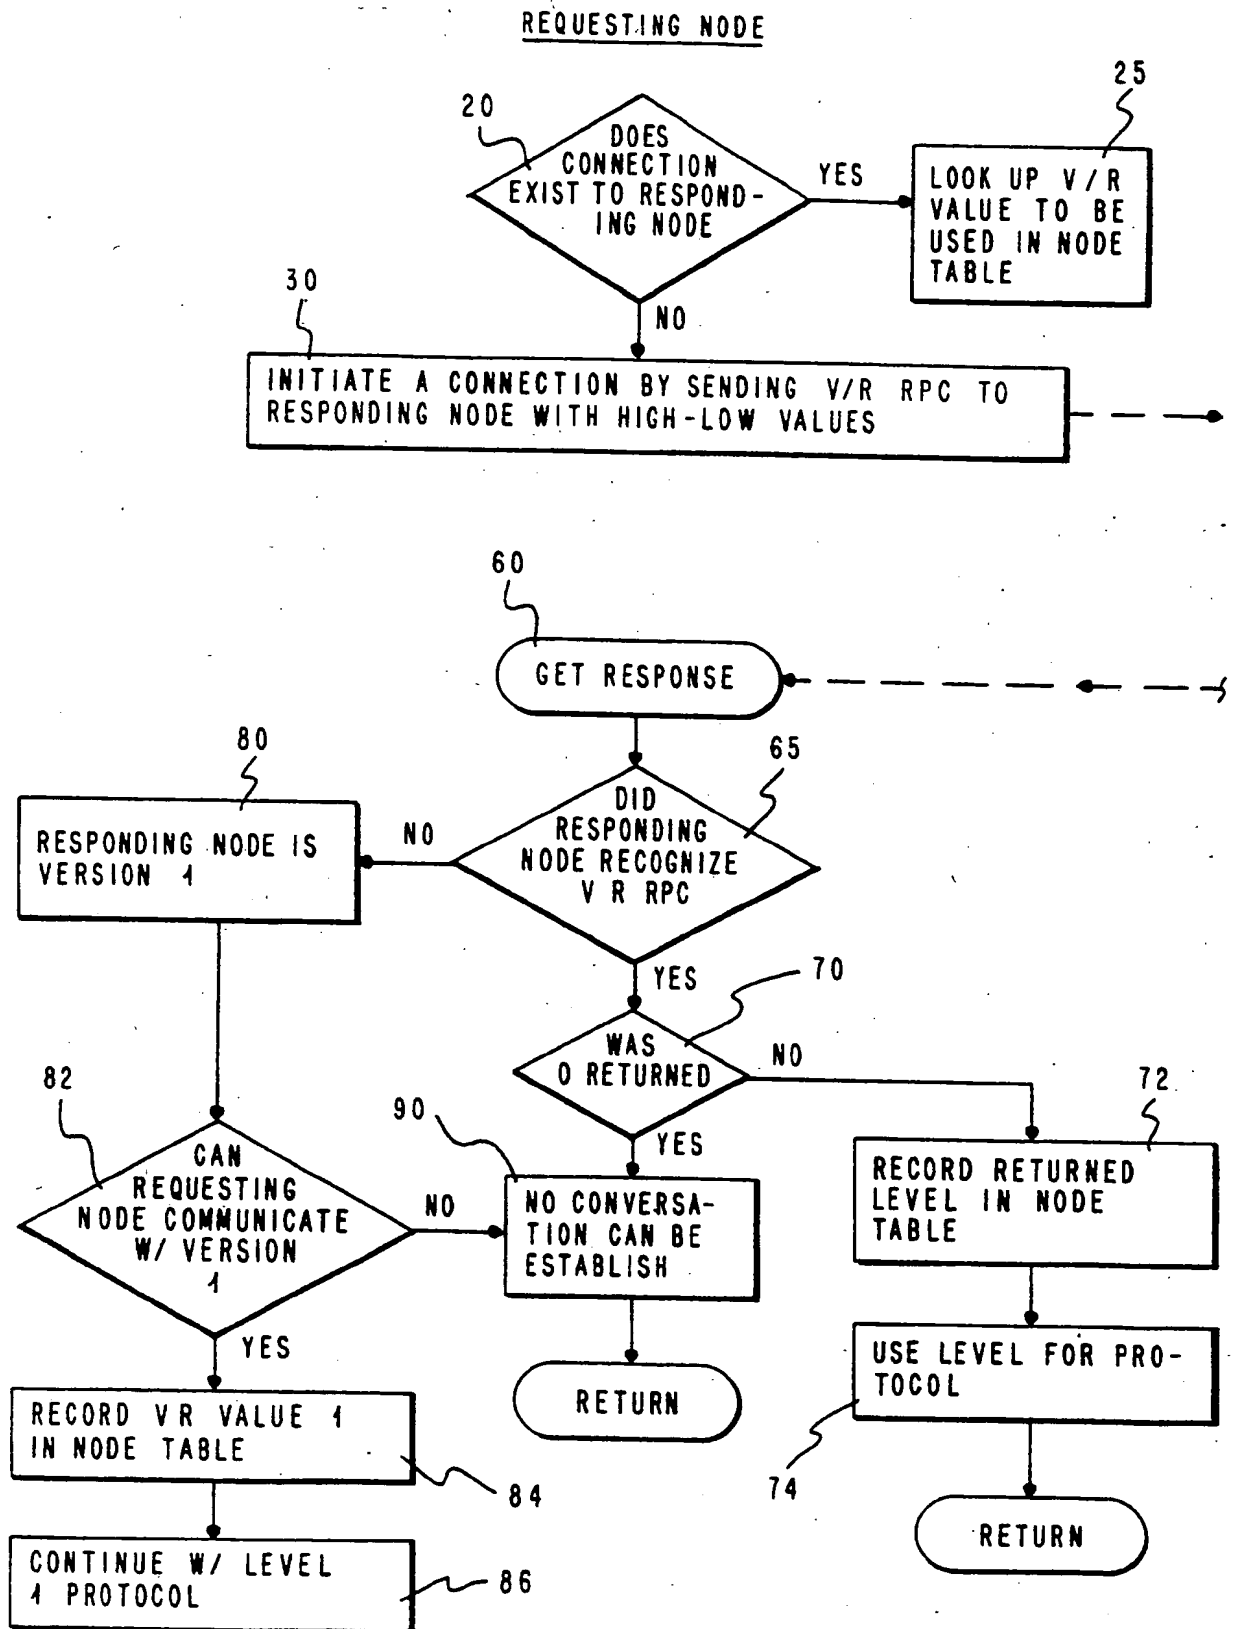 REQUESTING NODE
20
25
DOES
CONNECTION
EXIST TO RESPOND-
ING NODE
YES
LOOK UP V/R
VALUE TO BE
USED IN NODE
TABLE
30
NO
INITIATE A CONNECTION BY SENDING V/R RPC TO
RESPONDING NODE WITH HIGH-LOW VALUES
60
GET RESPONSE
80
65
RESPONDING NODE IS
VERSION 1
NO
DID
RESPONDING
NODE RECOGNIZE
V R RPC
YES
70
WAS
0 RETURNED
NO
82
90
72
YES
CAN
REQUESTING
NODE COMMUNICATE
W/ VERSION
1
NO
NO CONVERSA-
TION CAN BE
ESTABLISH
RECORD RETURNED
LEVEL IN NODE
TABLE
YES
USE LEVEL FOR PRO-
TOCOL
RETURN
RECORD VR VALUE 1
IN NODE TABLE
84
74
RETURN
CONTINUE W/ LEVEL
1 PROTOCOL
86